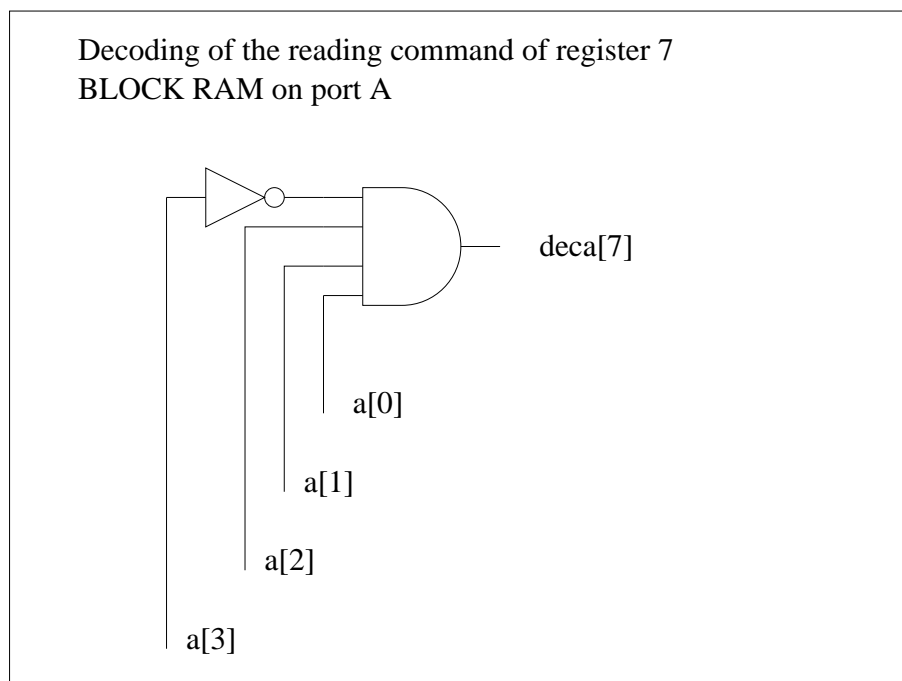 Decoding of the reading command of register 7
BLOCK RAM on port A
deca[7]
a[0]
a[1]
a[2]
a[3]